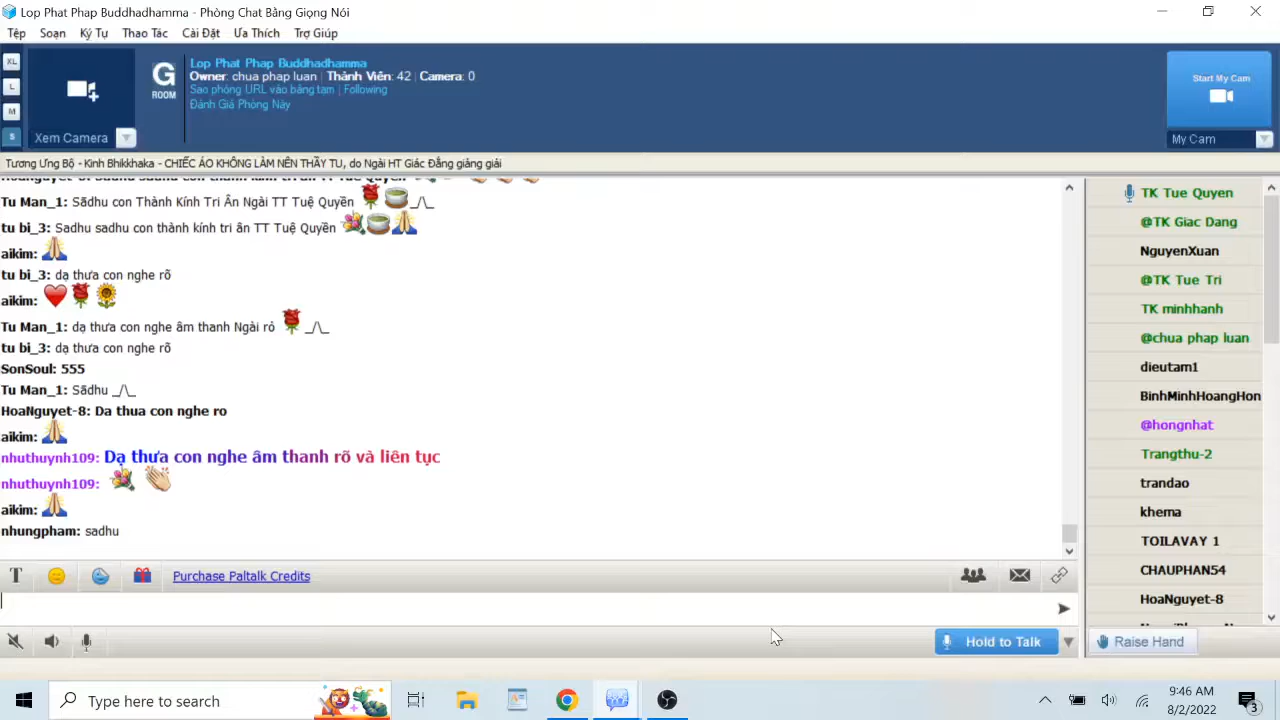 Lop Phat Phap Buddhadhamma - Phòng Chat Bằng Giọng Nói
Tệp Soạn Ký Tự Thao Tác Cài Đặt Ưa Thích Trợ Giúp
XL
L
M
S
Xem Camera
G
ROOM
Lop Phat Phap Buddhadhamma
Owner: chua phap luan | Thành Viên: 42 | Camera: 0
Sao phỏng URL vào bảng tạm | Following
Đánh Giá Phòng Này
Start My Cam
My Cam
Tương Ưng Bộ - Kinh Bhikkhaka - CHIẾC ÁO KHÔNG LÀM NÊN THẦY TU, do Ngài HT Giác Đẳng giảng giải
Tu Man_1: Sādhu con Thành Kính Tri Ân Ngài TT Tuệ Quyền _/\_
tu bi_3: Sadhu sadhu con thành kính tri ân TT Tuệ Quyền
aikim:
tu bi_3: dạ thưa con nghe rõ
aikim:
Tu Man_1: dạ thưa con nghe âm thanh Ngài rỏ _/\_
tu bi_3: dạ thưa con nghe rõ
SonSoul: 555
Tu Man_1: Sādhu _/\_
HoaNguyet-8: Da thua con nghe ro
aikim:
nhuthuynh109: Dạ thưa con nghe âm thanh rõ và liên tục
nhuthuynh109:
aikim:
nhungpham: sadhu
TK Tue Quyen
@TK Giac Dang
NguyenXuan
@TK Tue Tri
TK minhhanh
@chua phap luan
dieutam1
BinhMinhHoangHon
@hongnhat
Trangthu-2
trandao
khema
TOILAVAY 1
CHAUPHAN54
HoaNguyet-8
T
Purchase Paltalk Credits
Hold to Talk
Raise Hand
Type here to search
9:46 AM
8/2/2022
3